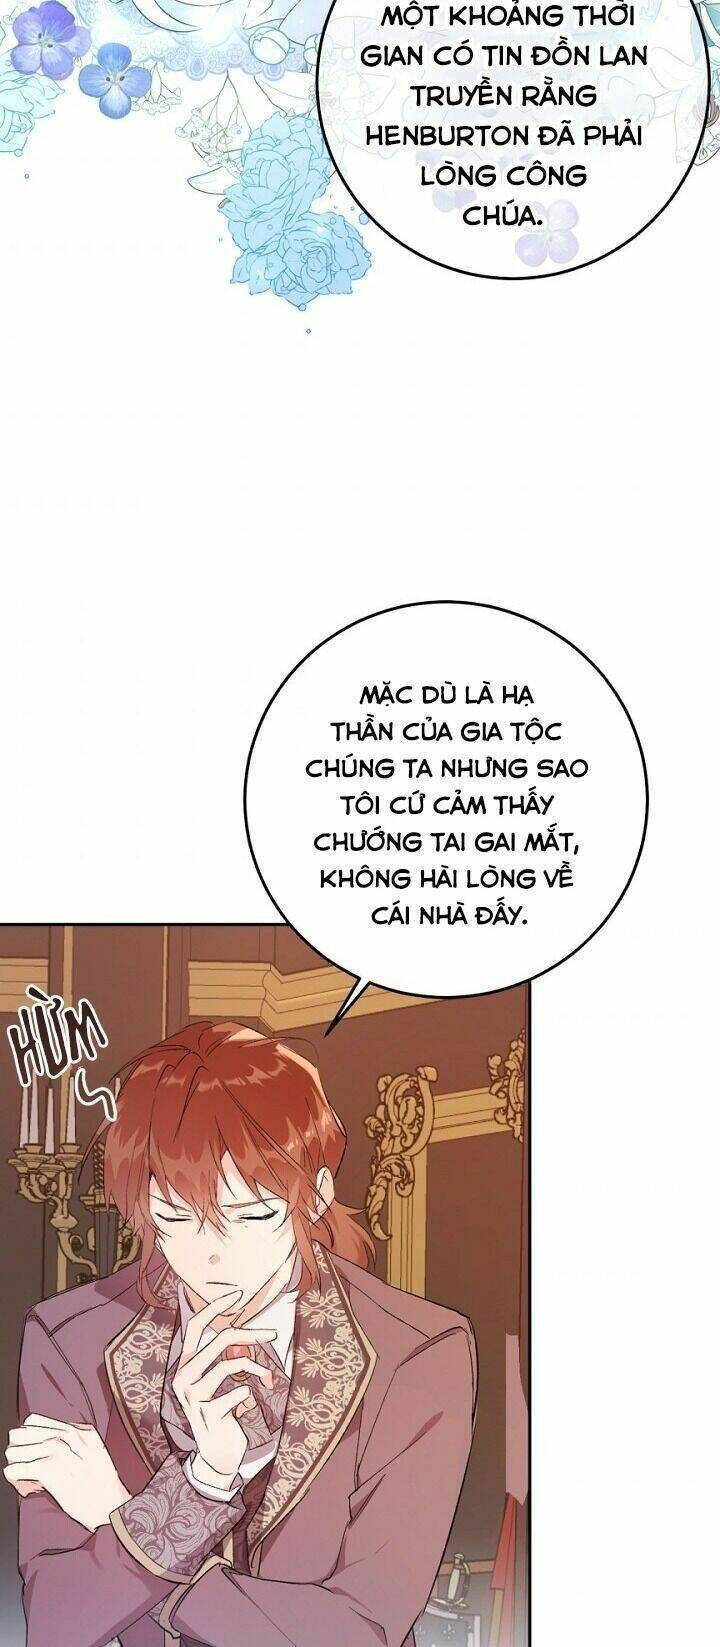 MỘT KHOẢNG THỜI
GIAN CÓ TIN ĐỒN LAN
TRUYỀN RẰNG
HENBURTON ĐÃ PHẢI
LÒNG CÔNG
CHÚA.
MẶC DÙ LÀ HẠ
THẦN CỦA GIA TỘC
CHÚNG TA NHƯNG SAO
TÔI CỨ CẢM THẤY
CHƯỚNG TAI GAI MẮT,
KHÔNG HÀI LÒNG VỀ
CÁI NHÀ ĐẤY.
HỪM